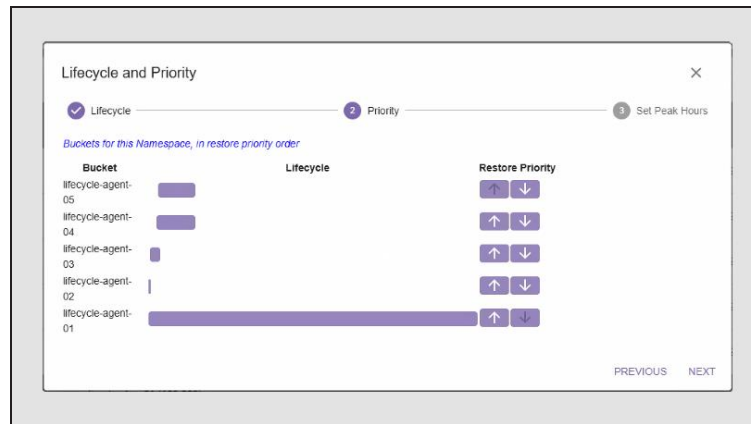 Lifecycle and Priority
Lifecycle
2 Priority
3 Set Peak Hours
Buckets for this Namespace, in restore priority order
Bucket Lifecycle Restore Priority
lifecycle-agent-
05
lifecycle-agent-
04
lifecycle-agent-
03
lifecycle-agent-
02
lifecycle-agent-
01
PREVIOUS NEXT